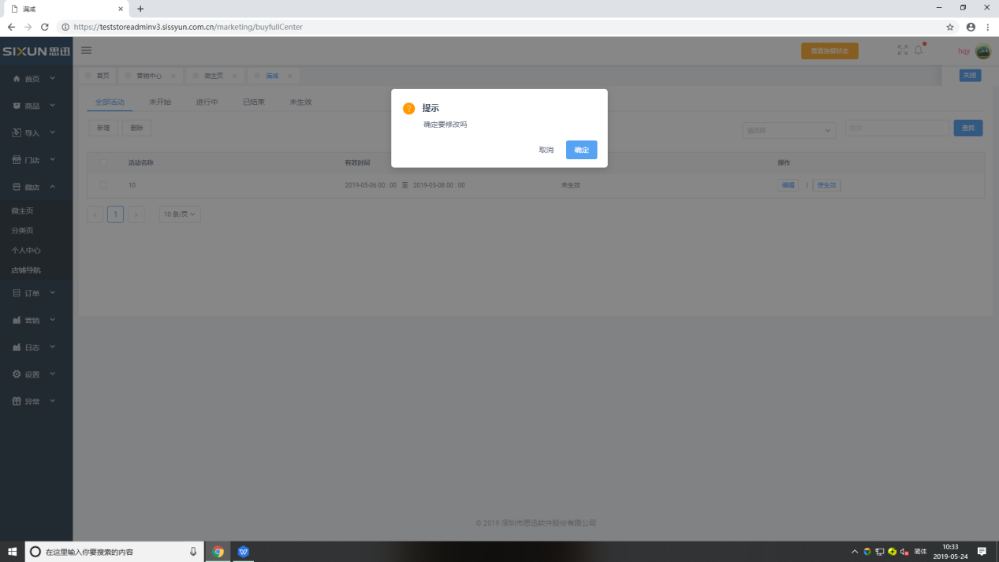 满减
https://teststoreadminv3.sissyun.com.cn/marketing/buyfullCenter
SIXUN思迅
查看连接状态
hqy
首页
营销中心
微主页
满减
关闭
首页
商品
导入
门店
微店
微主页
分类页
个人中心
店铺导航
订单
营销
日志
设置
异常
全部活动
未开始
进行中
已结束
未生效
新增
删除
请选择
搜索
查找
提示
确定要修改吗
取消
确定
活动名称
有效时间
操作
10
2019-05-06 00 : 00 至 2019-05-08 00 : 00
未生效
编辑
使生效
1
10 条/页
© 2019 深圳市思迅软件股份有限公司
在这里输入你要搜索的内容
简体
10:33
2019-05-24